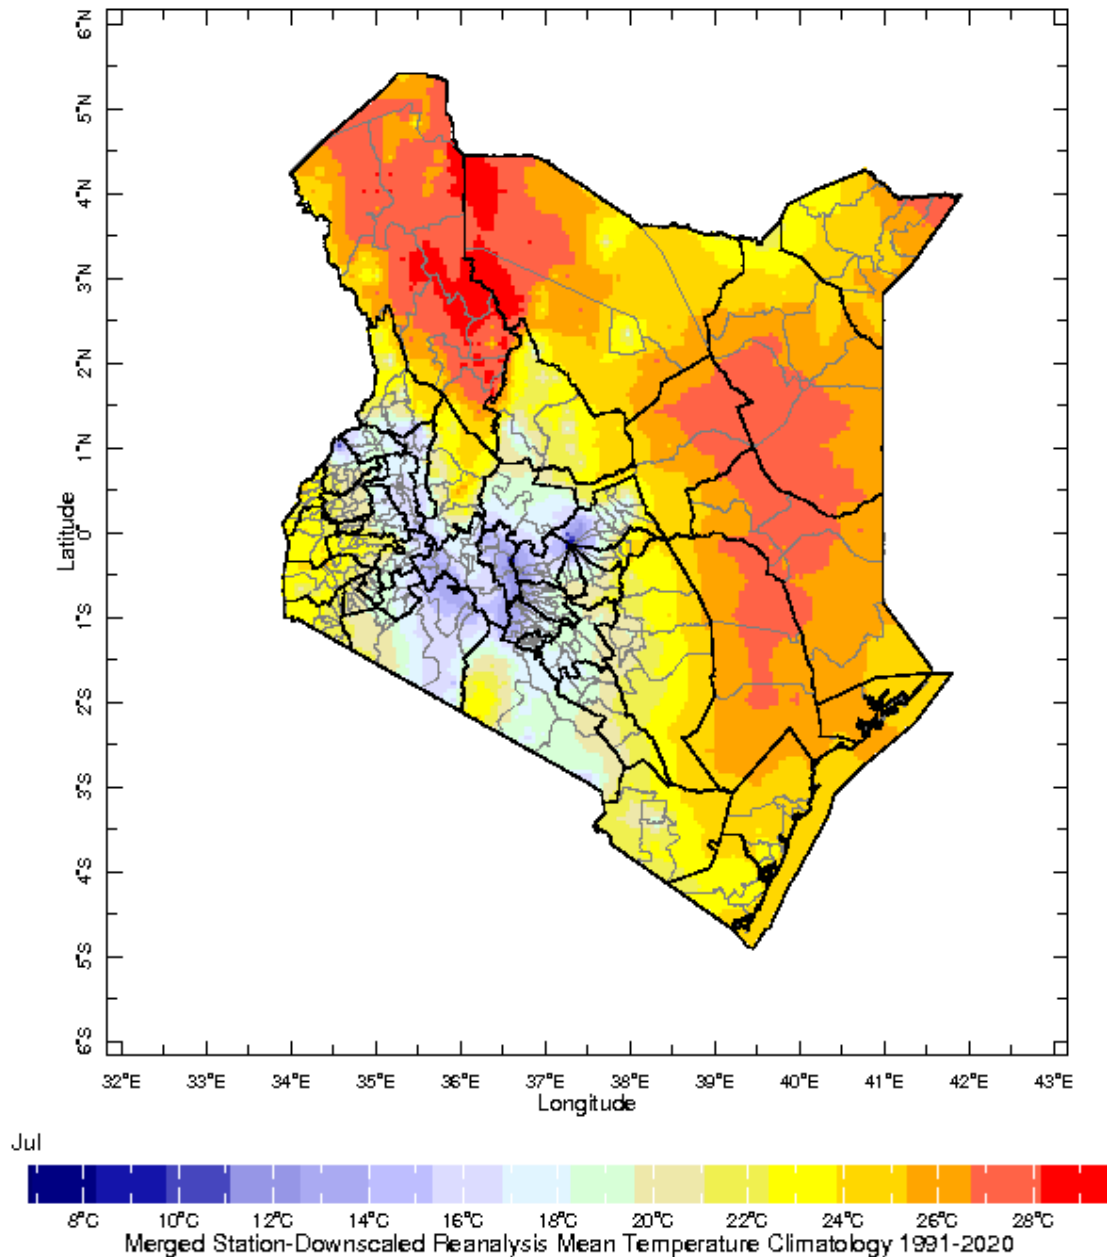 6°N
5°N
4°N
3°N
2°N
1°N
0°
1°S
2°S
3°S
4°S
5°S
6°S
Latitude
32°E 33°E 34°E 35°E 36°E 37°E 38°E 39°E 40°E 41°E 42°E 43°E
Longitude
Jul
8°C 10°C 12°C 14°C 16°C 18°C 20°C 22°C 24°C 26°C 28°C
Merged Station-Downscaled Reanalysis Mean Temperature Climatology 1991-2020